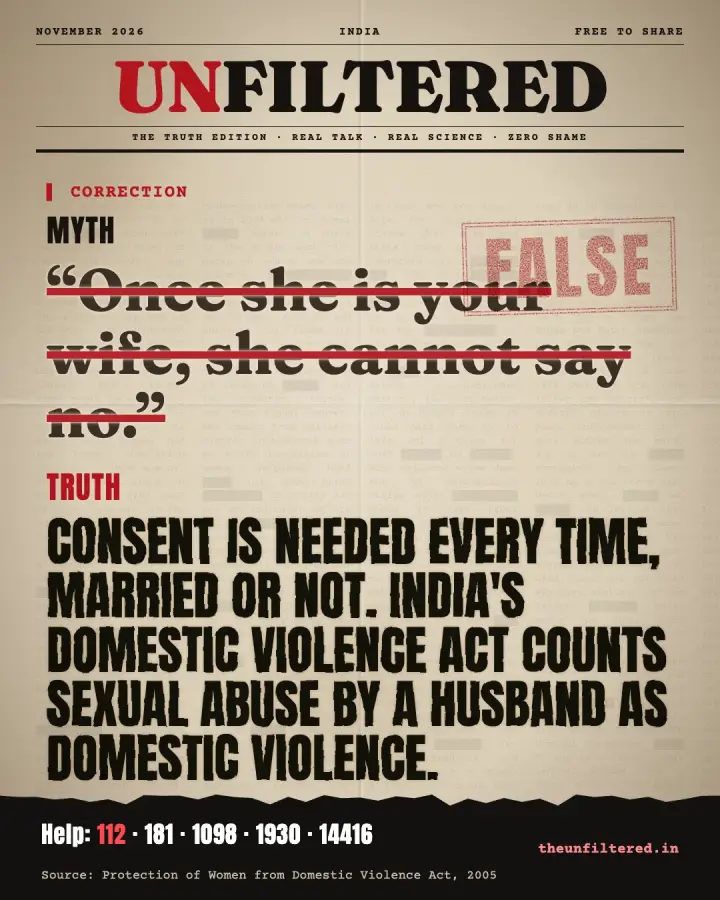 NOVEMBER 2026 INDIA FREE TO SHARE
UNFILTERED
THE TRUTH EDITION · REAL TALK · REAL SCIENCE · ZERO SHAME
CORRECTION
MYTH
FALSE
“Once she is your
wife, she cannot say
no.”
TRUTH
CONSENT IS NEEDED EVERY TIME,
MARRIED OR NOT. INDIA'S
DOMESTIC VIOLENCE ACT COUNTS
SEXUAL ABUSE BY A HUSBAND AS
DOMESTIC VIOLENCE.
Help: 112 · 181 · 1098 · 1930 · 14416
theunfiltered.in
Source: Protection of Women from Domestic Violence Act, 2005